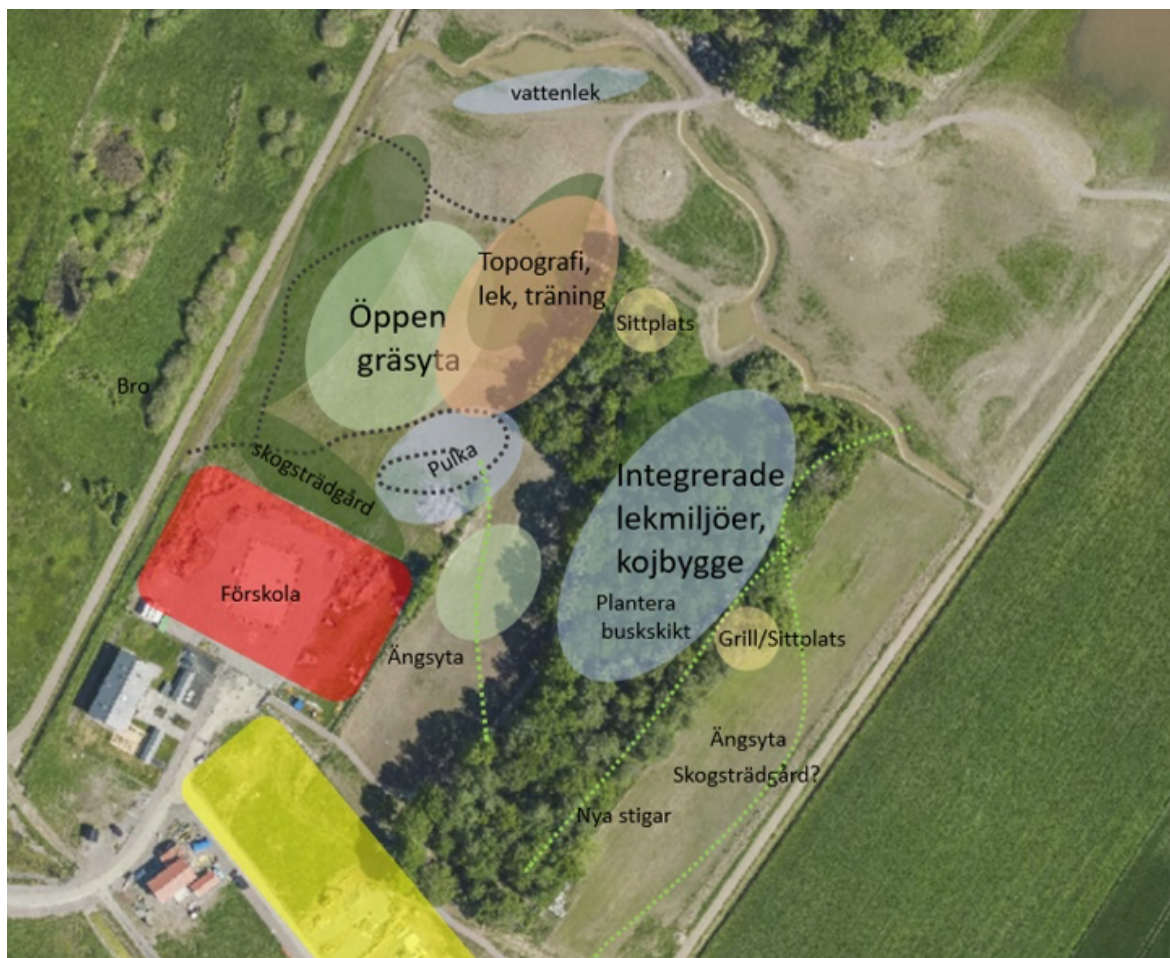 vattenlek
Topografi,
lek, träning
Öppen
gräsyta
Sittplats
Bro
skogsträdgård
Pulka
Integrerade
lekmiljöer,
kojbygge
Plantera
buskskikt
Förskola
Grill/Sittplats
Ängsyta
Ängsyta
Skogsträdgård?
Nya stigar